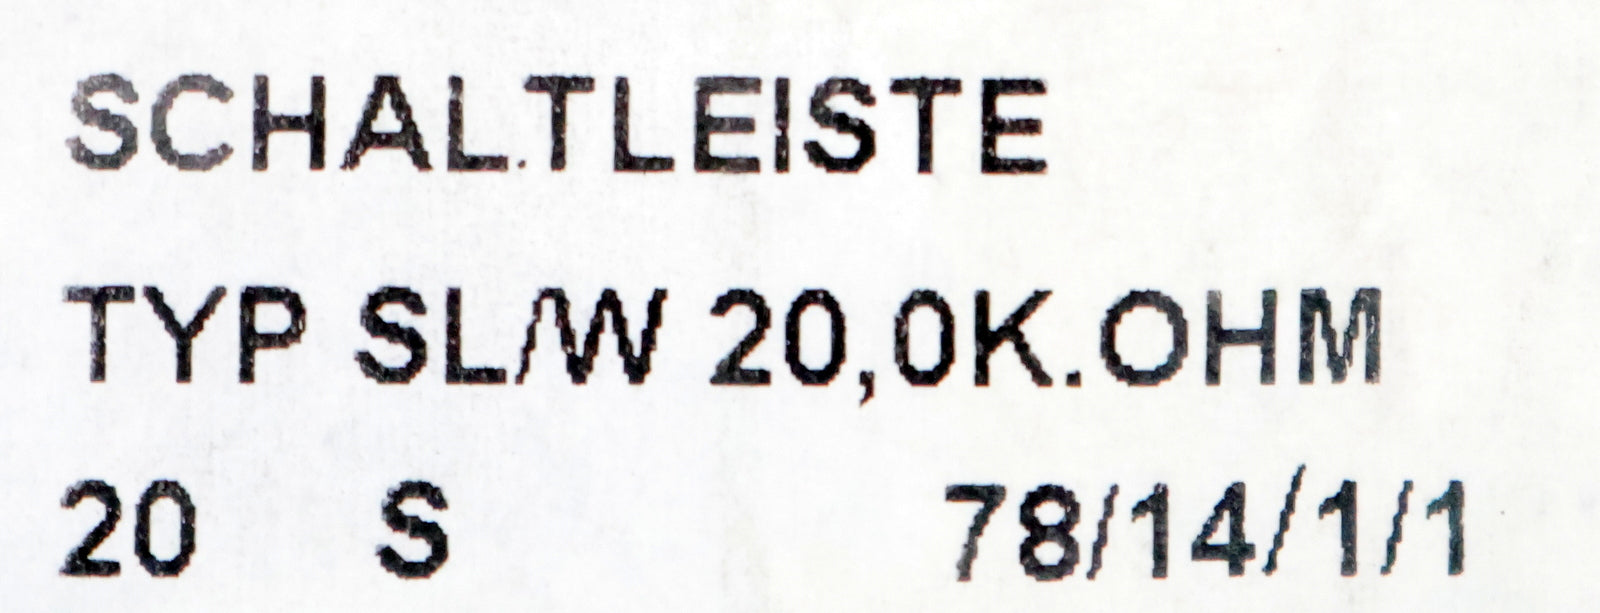 SCHALTLEISTE
TYP SL/W 20,0K.OHM
20 S 78/14/1/1